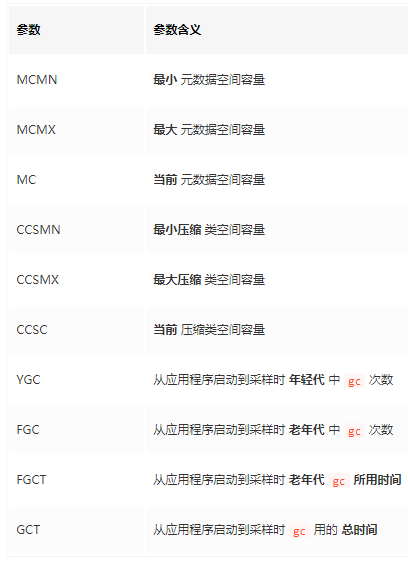 参数 参数含义
MCMN 最小 元数据空间容量
MCMX 最大 元数据空间容量
MC 当前 元数据空间容量
CCSMN 最小压缩 类空间容量
CCSMX 最大压缩 类空间容量
CCSC 当前 压缩类空间容量
YGC 从应用程序启动到采样时 年轻代 中 gc 次数
FGC 从应用程序启动到采样时 老年代 中 gc 次数
FGCT 从应用程序启动到采样时 老年代 gc 所用时间
GCT 从应用程序启动到采样时 gc 用的 总时间